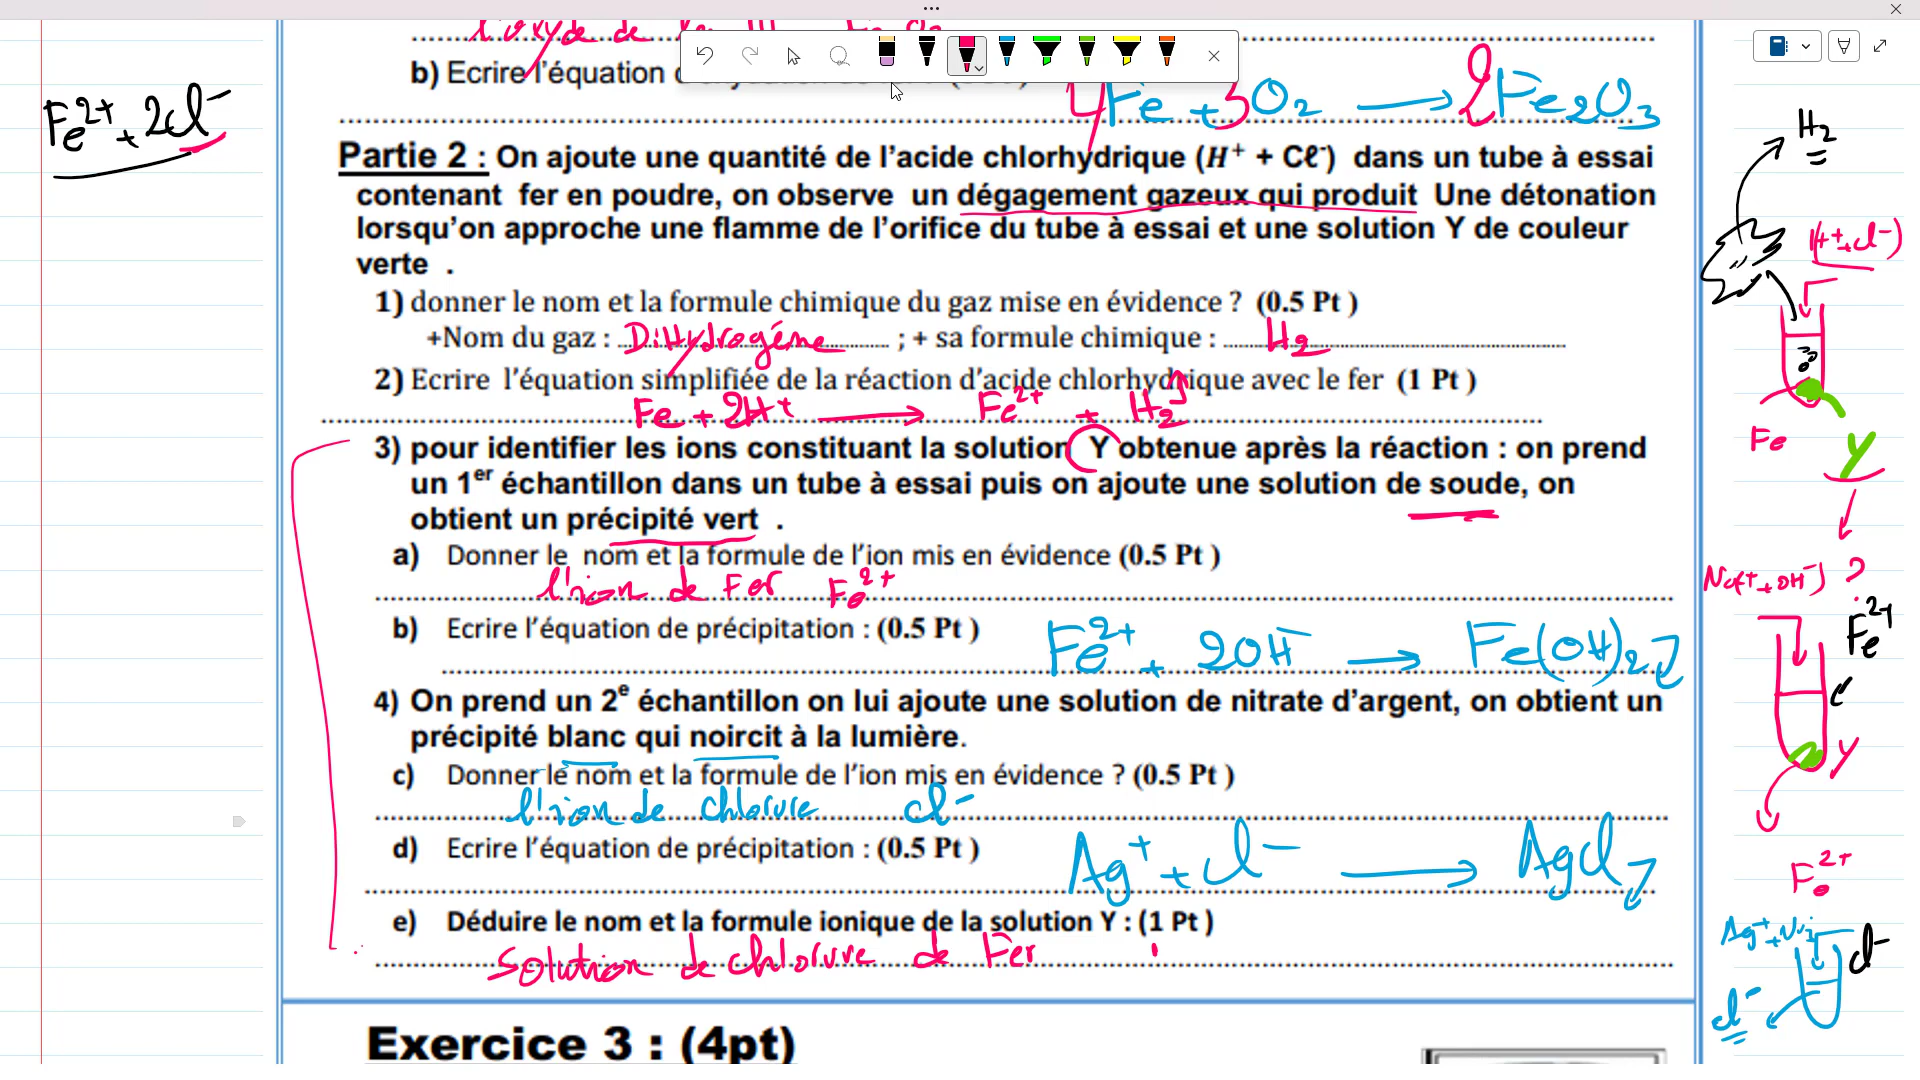 b) Ecrire l'équation
4Fe + 3O2 → 2Fe2O3
Fe2+ + 2cl-
Partie 2 : On ajoute une quantité de l'acide chlorhydrique (H+ + Cℓ-) dans un tube à essai
contenant fer en poudre, on observe un dégagement gazeux qui produit Une détonation
lorsqu'on approche une flamme de l'orifice du tube à essai et une solution Y de couleur
verte .
1) donner le nom et la formule chimique du gaz mise en évidence ? (0.5 Pt )
+Nom du gaz : DiHydrogéne ; + sa formule chimique : H2
2) Ecrire l'équation simplifiée de la réaction d'acide chlorhydrique avec le fer (1 Pt )
Fe + 2H+ → Fe2+ + H2↑
3) pour identifier les ions constituant la solution Y obtenue après la réaction : on prend
un 1er échantillon dans un tube à essai puis on ajoute une solution de soude, on
obtient un précipité vert .
a) Donner le nom et la formule de l'ion mis en évidence (0.5 Pt )
l'ion de Fer Fe2+
b) Ecrire l'équation de précipitation : (0.5 Pt )
Fe2+ + 2OH- → Fe(OH)2↓
4) On prend un 2e échantillon on lui ajoute une solution de nitrate d'argent, on obtient un
précipité blanc qui noircit à la lumière.
c) Donner le nom et la formule de l'ion mis en évidence ? (0.5 Pt )
l'ion de chlorure cl-
d) Ecrire l'équation de précipitation : (0.5 Pt )
Ag+ + cl- → Agcl↓
e) Déduire le nom et la formule ionique de la solution Y : (1 Pt )
Solution de chlorure de Fer
Exercice 3 : (4pt)
H2
(H+ + cl-)
Fe
Y
Na+ + OH-) ?
Fe2+
Y
Fe2+
cl-
cl-